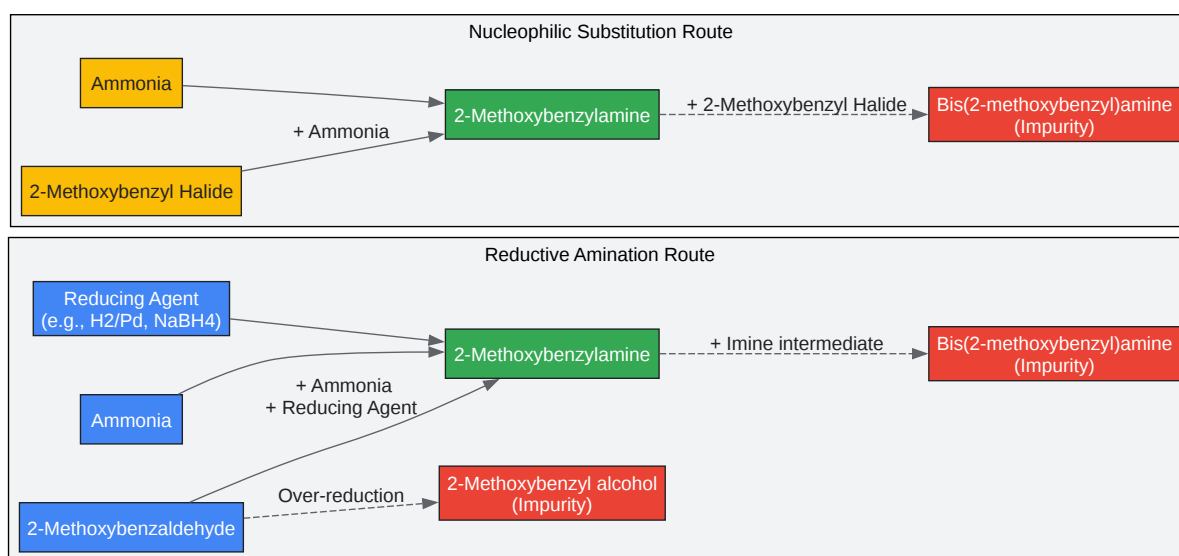 Nucleophilic Substitution Route
Ammonia
+ Ammonia
2-Methoxybenzyl Halide
2-Methoxybenzylamine
+ 2-Methoxybenzyl Halide
Bis(2-methoxybenzyl)amine
(Impurity)
Reductive Amination Route
Reducing Agent
(e.g., H2/Pd, NaBH4)
Ammonia
+ Ammonia
+ Reducing Agent
2-Methoxybenzaldehyde
2-Methoxybenzylamine
+ Imine intermediate
Bis(2-methoxybenzyl)amine
(Impurity)
Over-reduction
2-Methoxybenzyl alcohol
(Impurity)